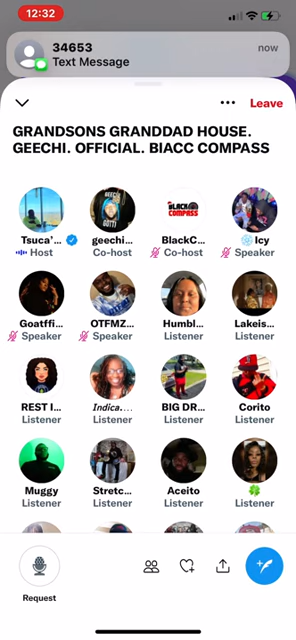 12:32
34653
now
Text Message
Leave
GRANDSONS GRANDDAD HOUSE.
GEECHI. OFFICIAL. BIACC COMPASS
BLACK
COMPASS
Tsuca'...
geechi...
BlackC...
Icy
Host
Co-host
Co-host
Speaker
Goatffi...
OTFMZ...
Humbl...
Lakeis...
Speaker
Speaker
Listener
Listener
REST I...
Indica....
BIG DR...
Corito
Listener
Listener
Listener
Listener
Muggy
Stretc...
Aceito
🍀
Listener
Listener
Listener
Listener
Request